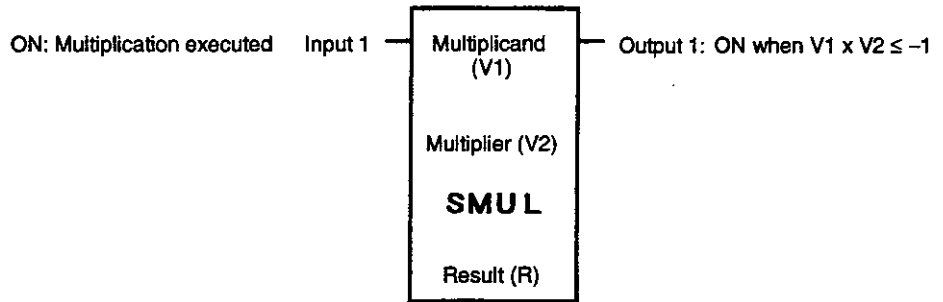 ON: Multiplication executed Input 1 Multiplicand Output 1: ON when V1 x V2 ≤ –1
(V1)
Multiplier (V2)
SMUL
Result (R)